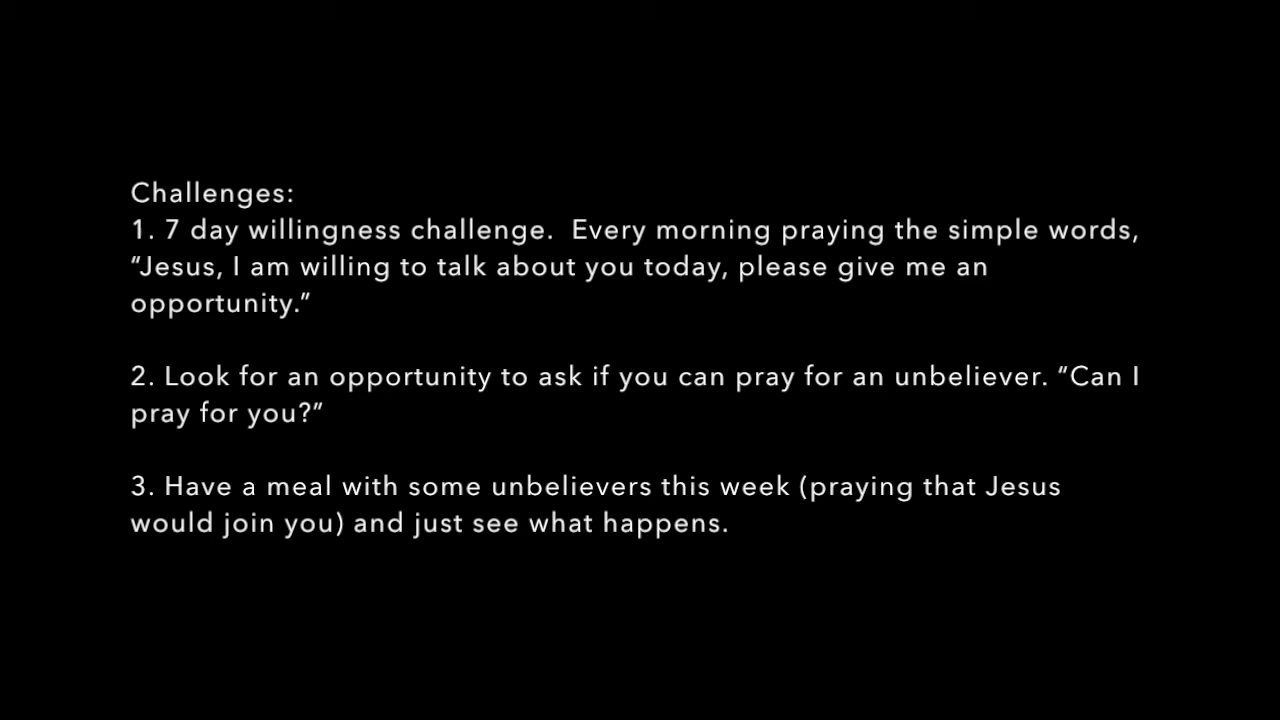 Challenges:
1. 7 day willingness challenge.  Every morning praying the simple words,
“Jesus, I am willing to talk about you today, please give me an
opportunity.”
2. Look for an opportunity to ask if you can pray for an unbeliever. “Can I
pray for you?”
3. Have a meal with some unbelievers this week (praying that Jesus
would join you) and just see what happens.